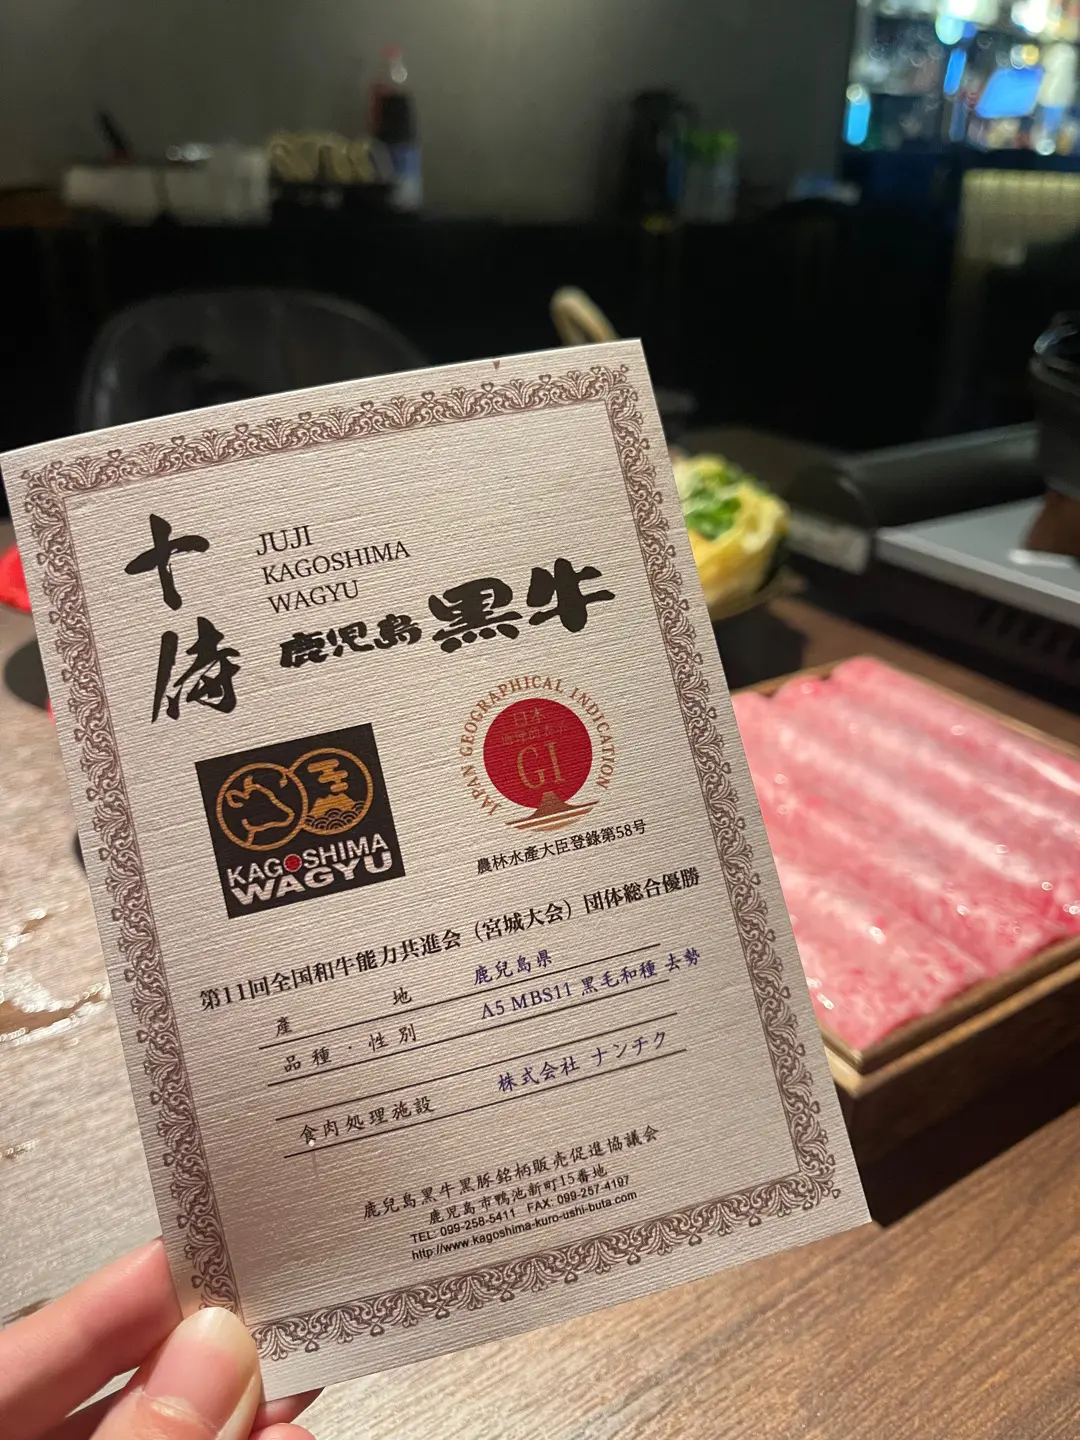 十侍
JUJI
KAGOSHIMA
WAGYU
鹿児島黒牛
KAGOSHIMA
WAGYU
JAPAN GEOGRAPHICAL INDICATION
日本
地理的表示
GI
農林水産大臣登録第58号
第11回全国和牛能力共進会（宮城大会）団体総合優勝
産地 鹿児島県
品種・性別 A5 MBS11 黒毛和種 去勢
食肉処理施設 株式会社 ナンチク
鹿児島黒牛黒豚銘柄販売促進協議会
鹿児島市鴨池新町15番地
TEL: 099-258-5411 FAX: 099-257-4197
http://www.kagoshima-kuro-ushi-buta.com